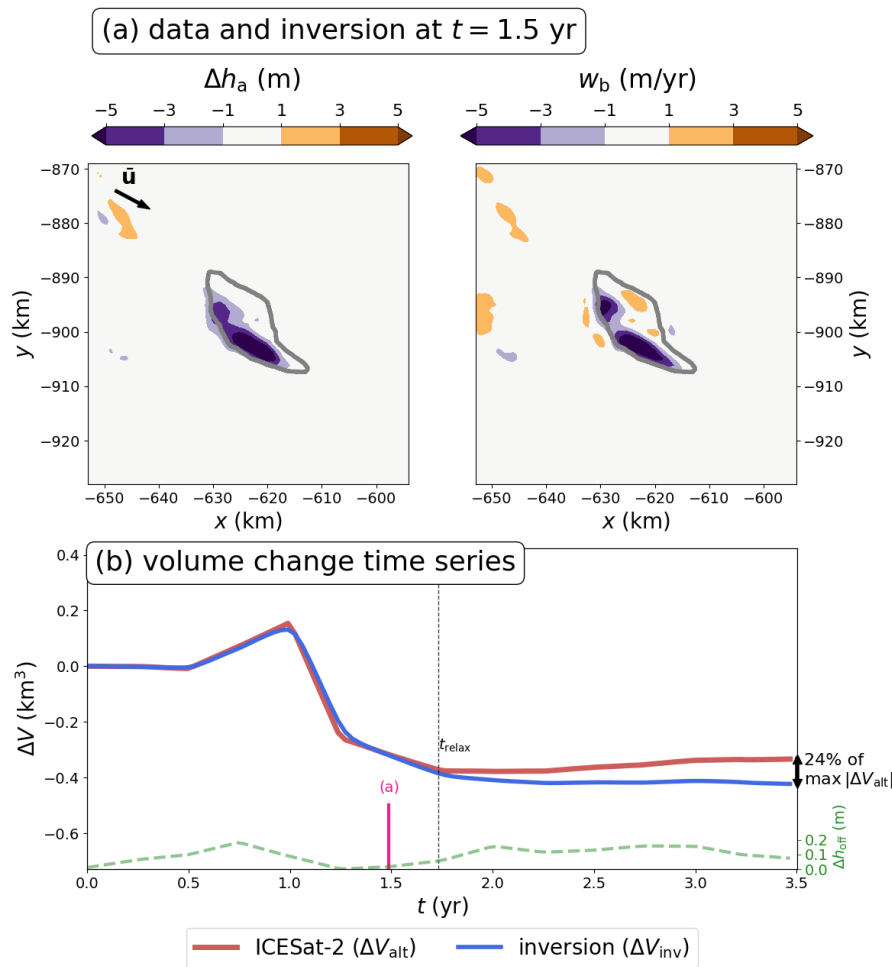 (a) data and inversion at t = 1.5 yr
Δh_a (m)
w_b (m/yr)
−5 −3 −1 1 3 5
−5 −3 −1 1 3 5
ū
−870
−880
−890
−900
−910
−920
y (km)
−650 −640 −630 −620 −610 −600
x (km)
−870
−880
−890
−900
−910
−920
y (km)
−650 −640 −630 −620 −610 −600
x (km)
(b) volume change time series
0.4
0.2
0.0
−0.2
−0.4
−0.6
ΔV (km³)
t_relax
(a)
24% of
max |ΔV_alt|
0.2
0.1
0.0
Δh_off (m)
0.0 0.5 1.0 1.5 2.0 2.5 3.0 3.5
t (yr)
ICESat-2 (ΔV_alt) inversion (ΔV_inv)